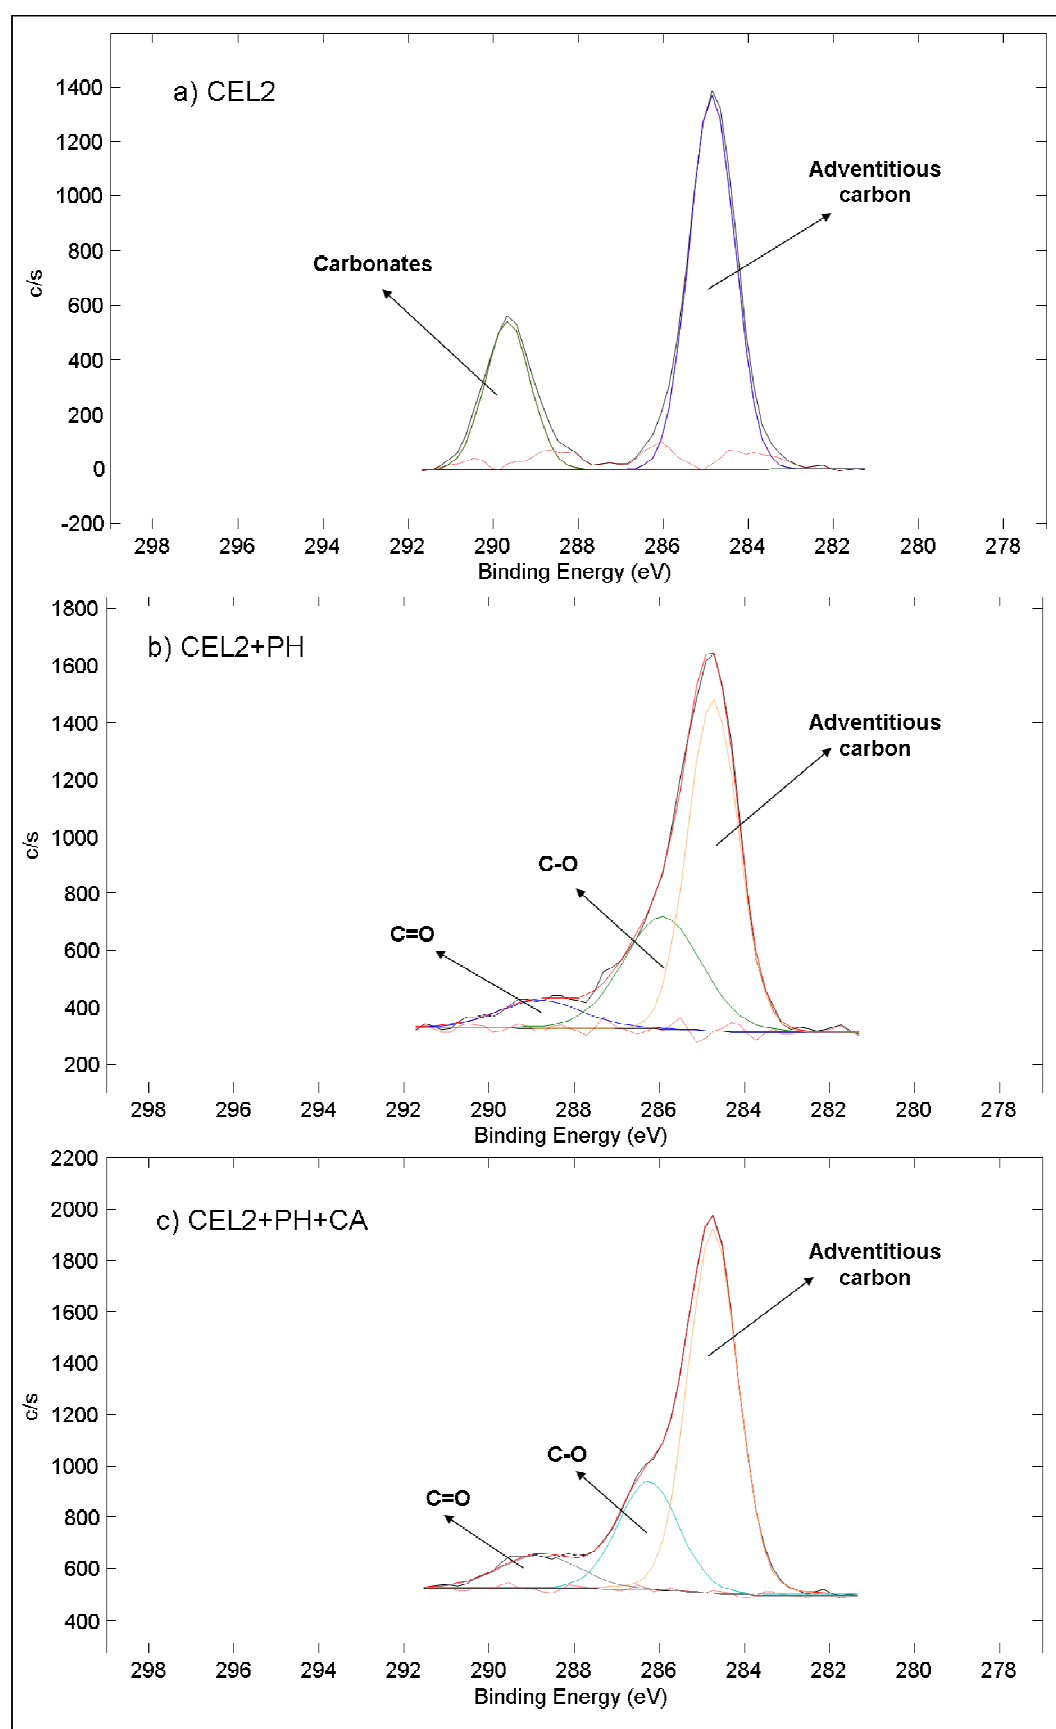 a) CEL2
1400
1200
1000
800
600
400
200
0
-200
c/s
Adventitious
carbon
Carbonates
298 296 294 292 290 288 286 284 282 280 278
Binding Energy (eV)
b) CEL2+PH
1800
1600
1400
1200
1000
800
600
400
200
c/s
Adventitious
carbon
C-O
C=O
298 296 294 292 290 288 286 284 282 280 278
Binding Energy (eV)
c) CEL2+PH+CA
2200
2000
1800
1600
1400
1200
1000
800
600
400
c/s
Adventitious
carbon
C-O
C=O
298 296 294 292 290 288 286 284 282 280 278
Binding Energy (eV)